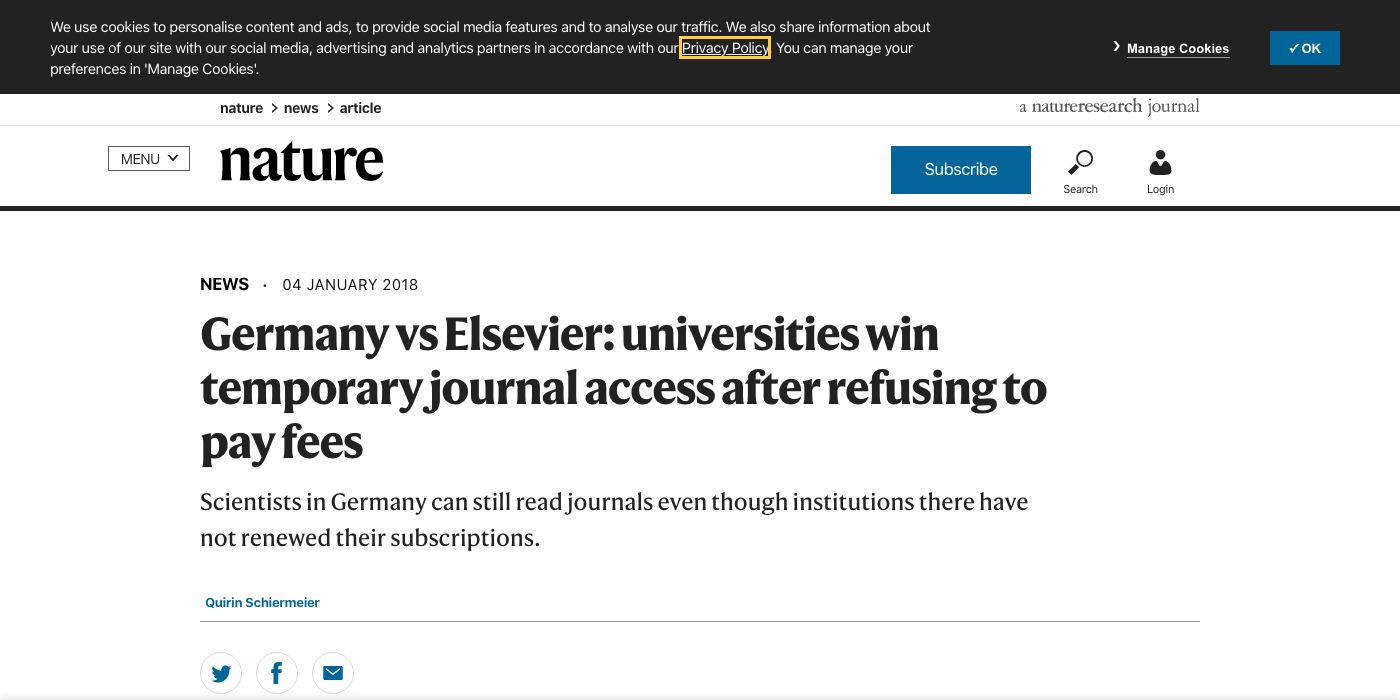 We use cookies to personalise content and ads, to provide social media features and to analyse our traffic. We also share information about
your use of our site with our social media, advertising and analytics partners in accordance with our Privacy Policy. You can manage your
preferences in 'Manage Cookies'.
Manage Cookies
✓OK
nature > news > article
a natureresearch journal
MENU
nature
Subscribe
Search
Login
NEWS · 04 JANUARY 2018
Germany vs Elsevier: universities win
temporary journal access after refusing to
pay fees
Scientists in Germany can still read journals even though institutions there have
not renewed their subscriptions.
Quirin Schiermeier